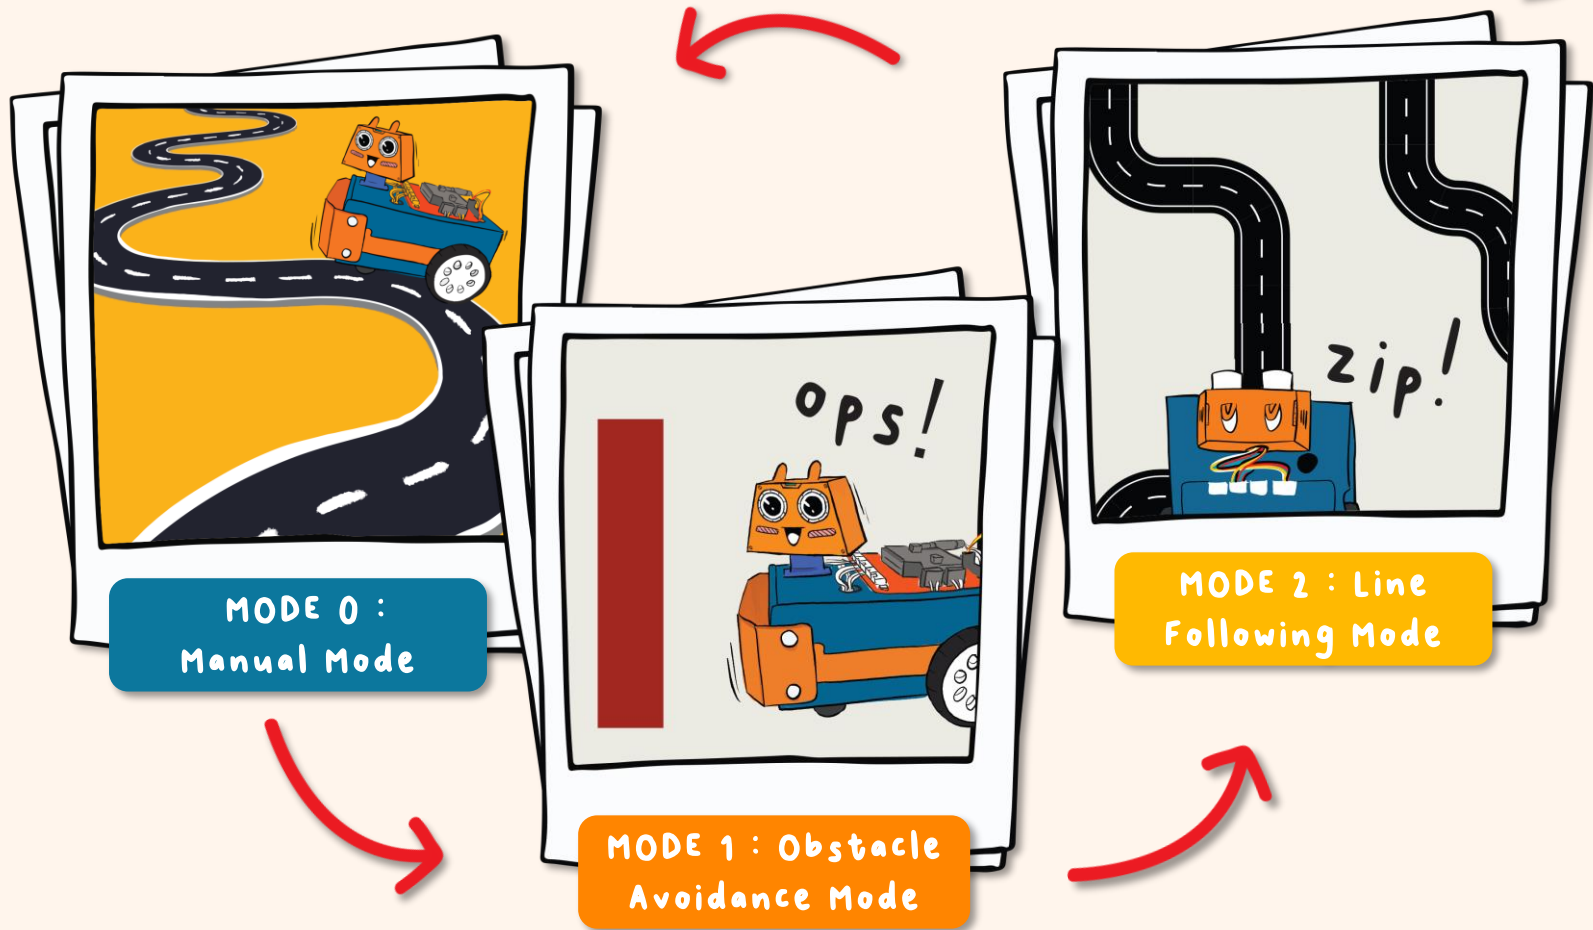 MODE 0 :
Manual Mode
ops!
MODE 1 : Obstacle
Avoidance Mode
zip!
MODE 2 : Line
Following Mode